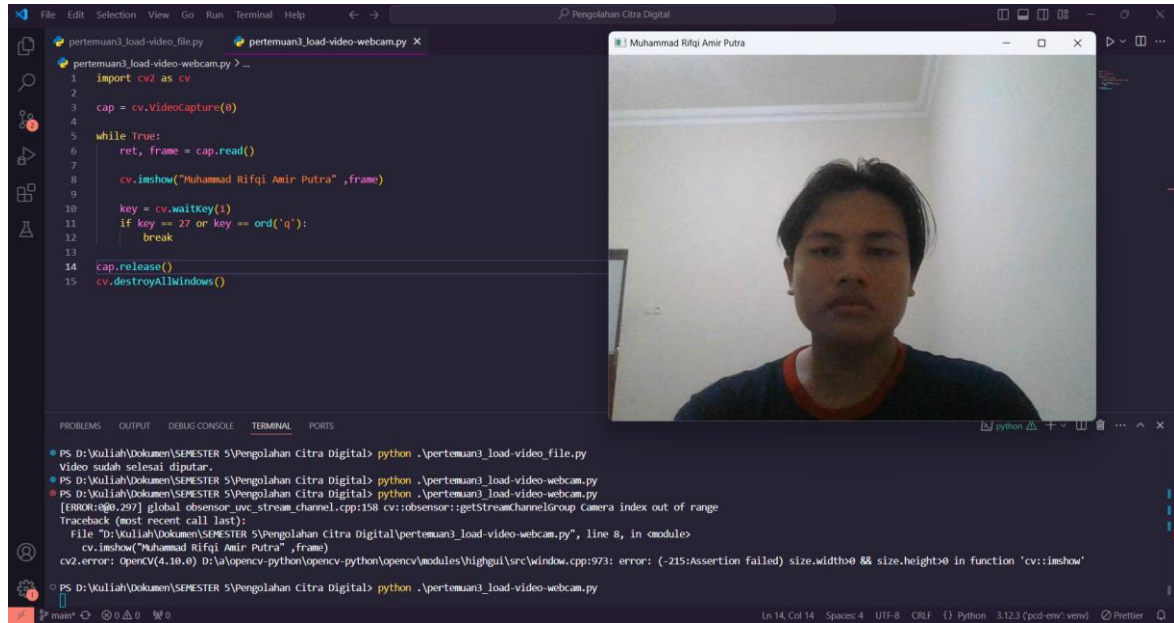 File Edit Selection View Go Run Terminal Help
Pengolahan Citra Digital
pertemuan3_load-video_file.py
pertemuan3_load-video-webcam.py
pertemuan3_load-video-webcam.py > ...
1 import cv2 as cv
2
3 cap = cv.VideoCapture(0)
4
5 while True:
6 ret, frame = cap.read()
7
8 cv.imshow("Muhammad Rifqi Amir Putra" ,frame)
9
10 key = cv.waitKey(1)
11 if key == 27 or key == ord('q'):
12 break
13
14 cap.release()
15 cv.destroyAllWindows()
Muhammad Rifqi Amir Putra
2
PROBLEMS OUTPUT DEBUG CONSOLE TERMINAL PORTS
python
PS D:\Kuliah\Dokumen\SEMESTER 5\Pengolahan Citra Digital> python .\pertemuan3_load-video_file.py
Video sudah selesai diputar.
PS D:\Kuliah\Dokumen\SEMESTER 5\Pengolahan Citra Digital> python .\pertemuan3_load-video-webcam.py
PS D:\Kuliah\Dokumen\SEMESTER 5\Pengolahan Citra Digital> python .\pertemuan3_load-video-webcam.py
[ERROR:0@0.297] global obsensor_uvc_stream_channel.cpp:158 cv::obsensor::getStreamChannelGroup Camera index out of range
Traceback (most recent call last):
File "D:\Kuliah\Dokumen\SEMESTER 5\Pengolahan Citra Digital\pertemuan3_load-video-webcam.py", line 8, in <module>
cv.imshow("Muhammad Rifqi Amir Putra" ,frame)
cv2.error: OpenCV(4.10.0) D:\a\opencv-python\opencv-python\opencv\modules\highgui\src\window.cpp:973: error: (-215:Assertion failed) size.width>0 && size.height>0 in function 'cv::imshow'
PS D:\Kuliah\Dokumen\SEMESTER 5\Pengolahan Citra Digital> python .\pertemuan3_load-video-webcam.py
main* 0 0 0
Ln 14, Col 14 Spaces: 4 UTF-8 CRLF {} Python 3.12.3 ('pcd-env': venv) Prettier